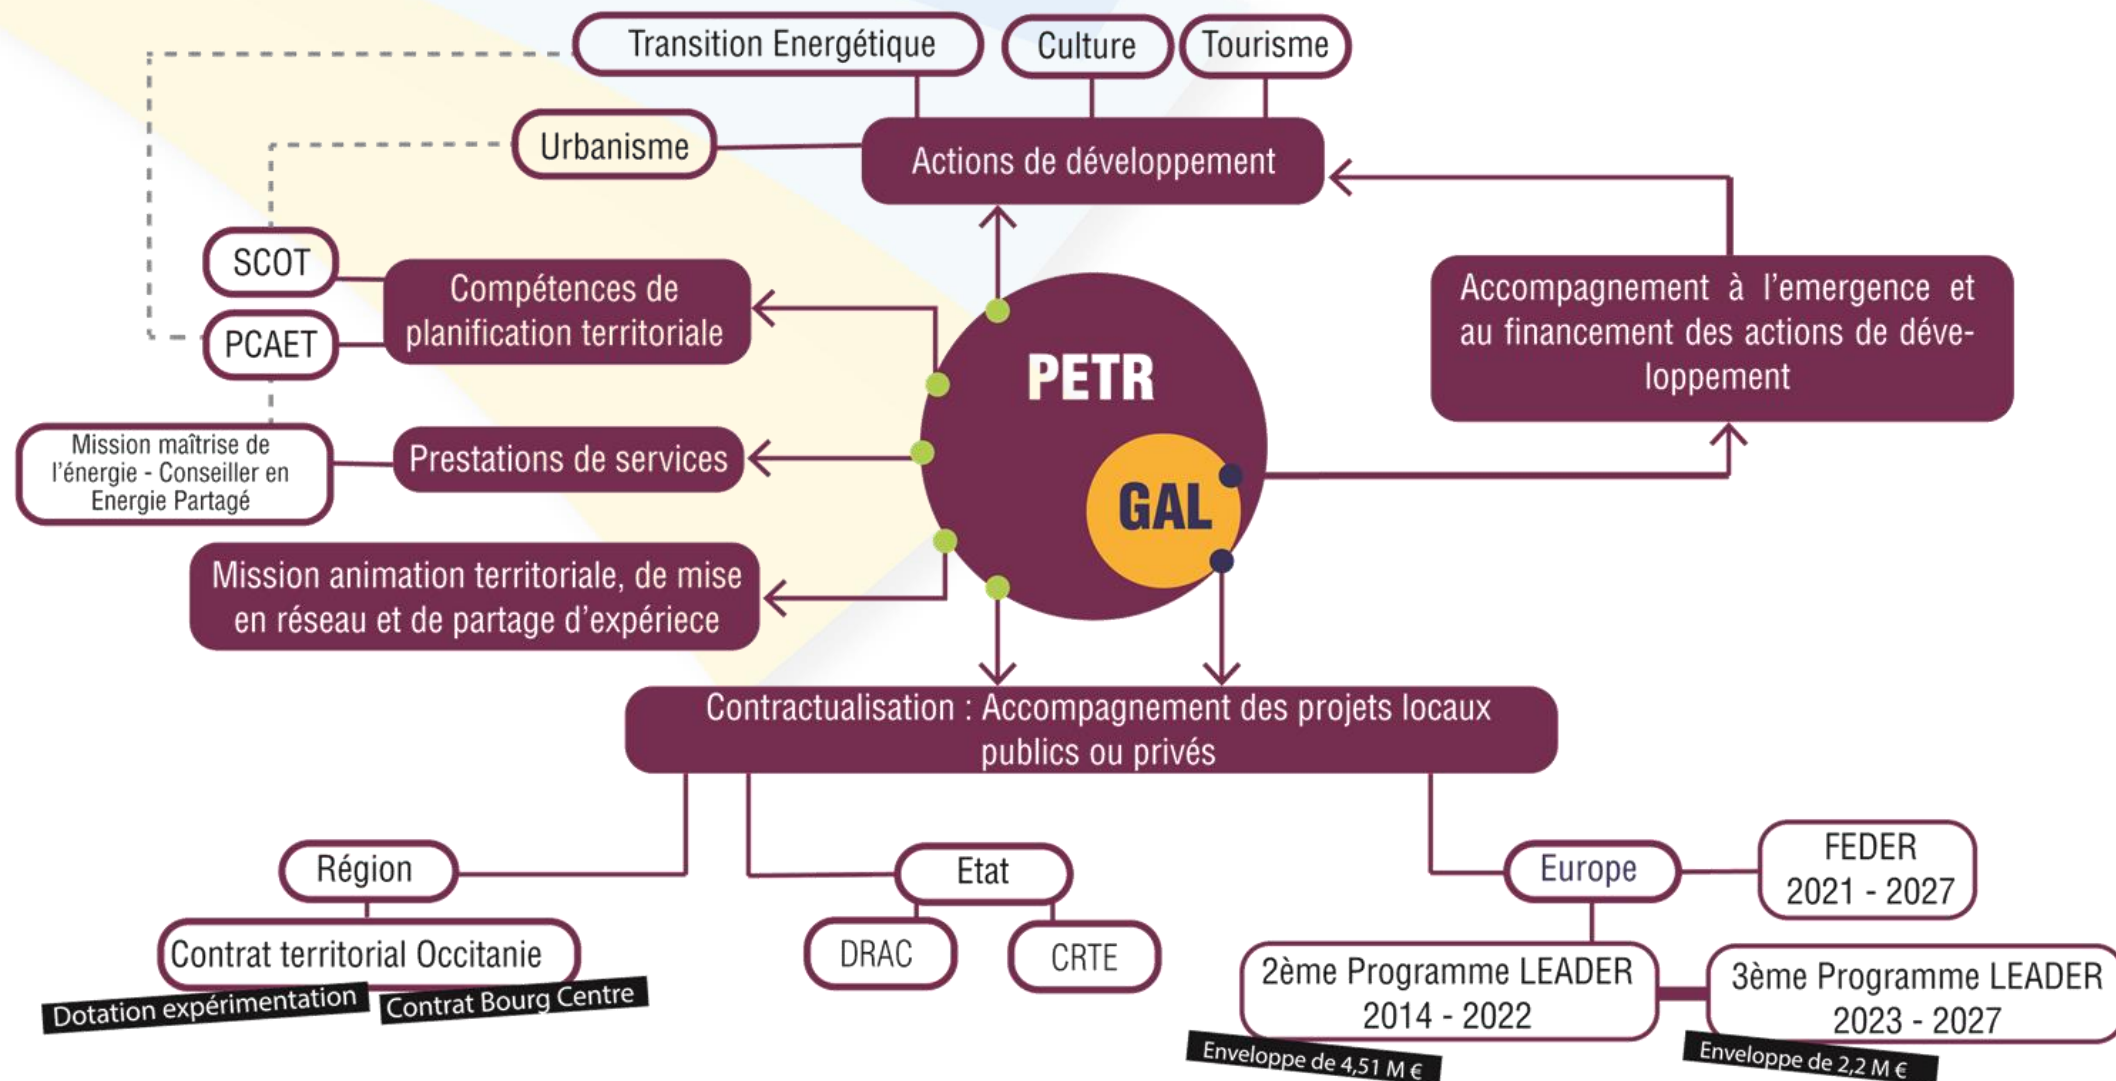 Transition Energétique
Culture
Tourisme
Urbanisme
Actions de développement
SCOT
Compétences de
planification territoriale
PCAET
Accompagnement à l'emergence et
au financement des actions de déve-
loppement
PETR
GAL
Mission maîtrise de
l'énergie - Conseiller en
Energie Partagé
Prestations de services
Mission animation territoriale, de mise
en réseau et de partage d'expériece
Contractualisation : Accompagnement des projets locaux
publics ou privés
Région
Contrat territorial Occitanie
Dotation expérimentation
Contrat Bourg Centre
Etat
DRAC
CRTE
Europe
FEDER
2021 - 2027
2ème Programme LEADER
2014 - 2022
Enveloppe de 4,51 M €
3ème Programme LEADER
2023 - 2027
Enveloppe de 2,2 M €